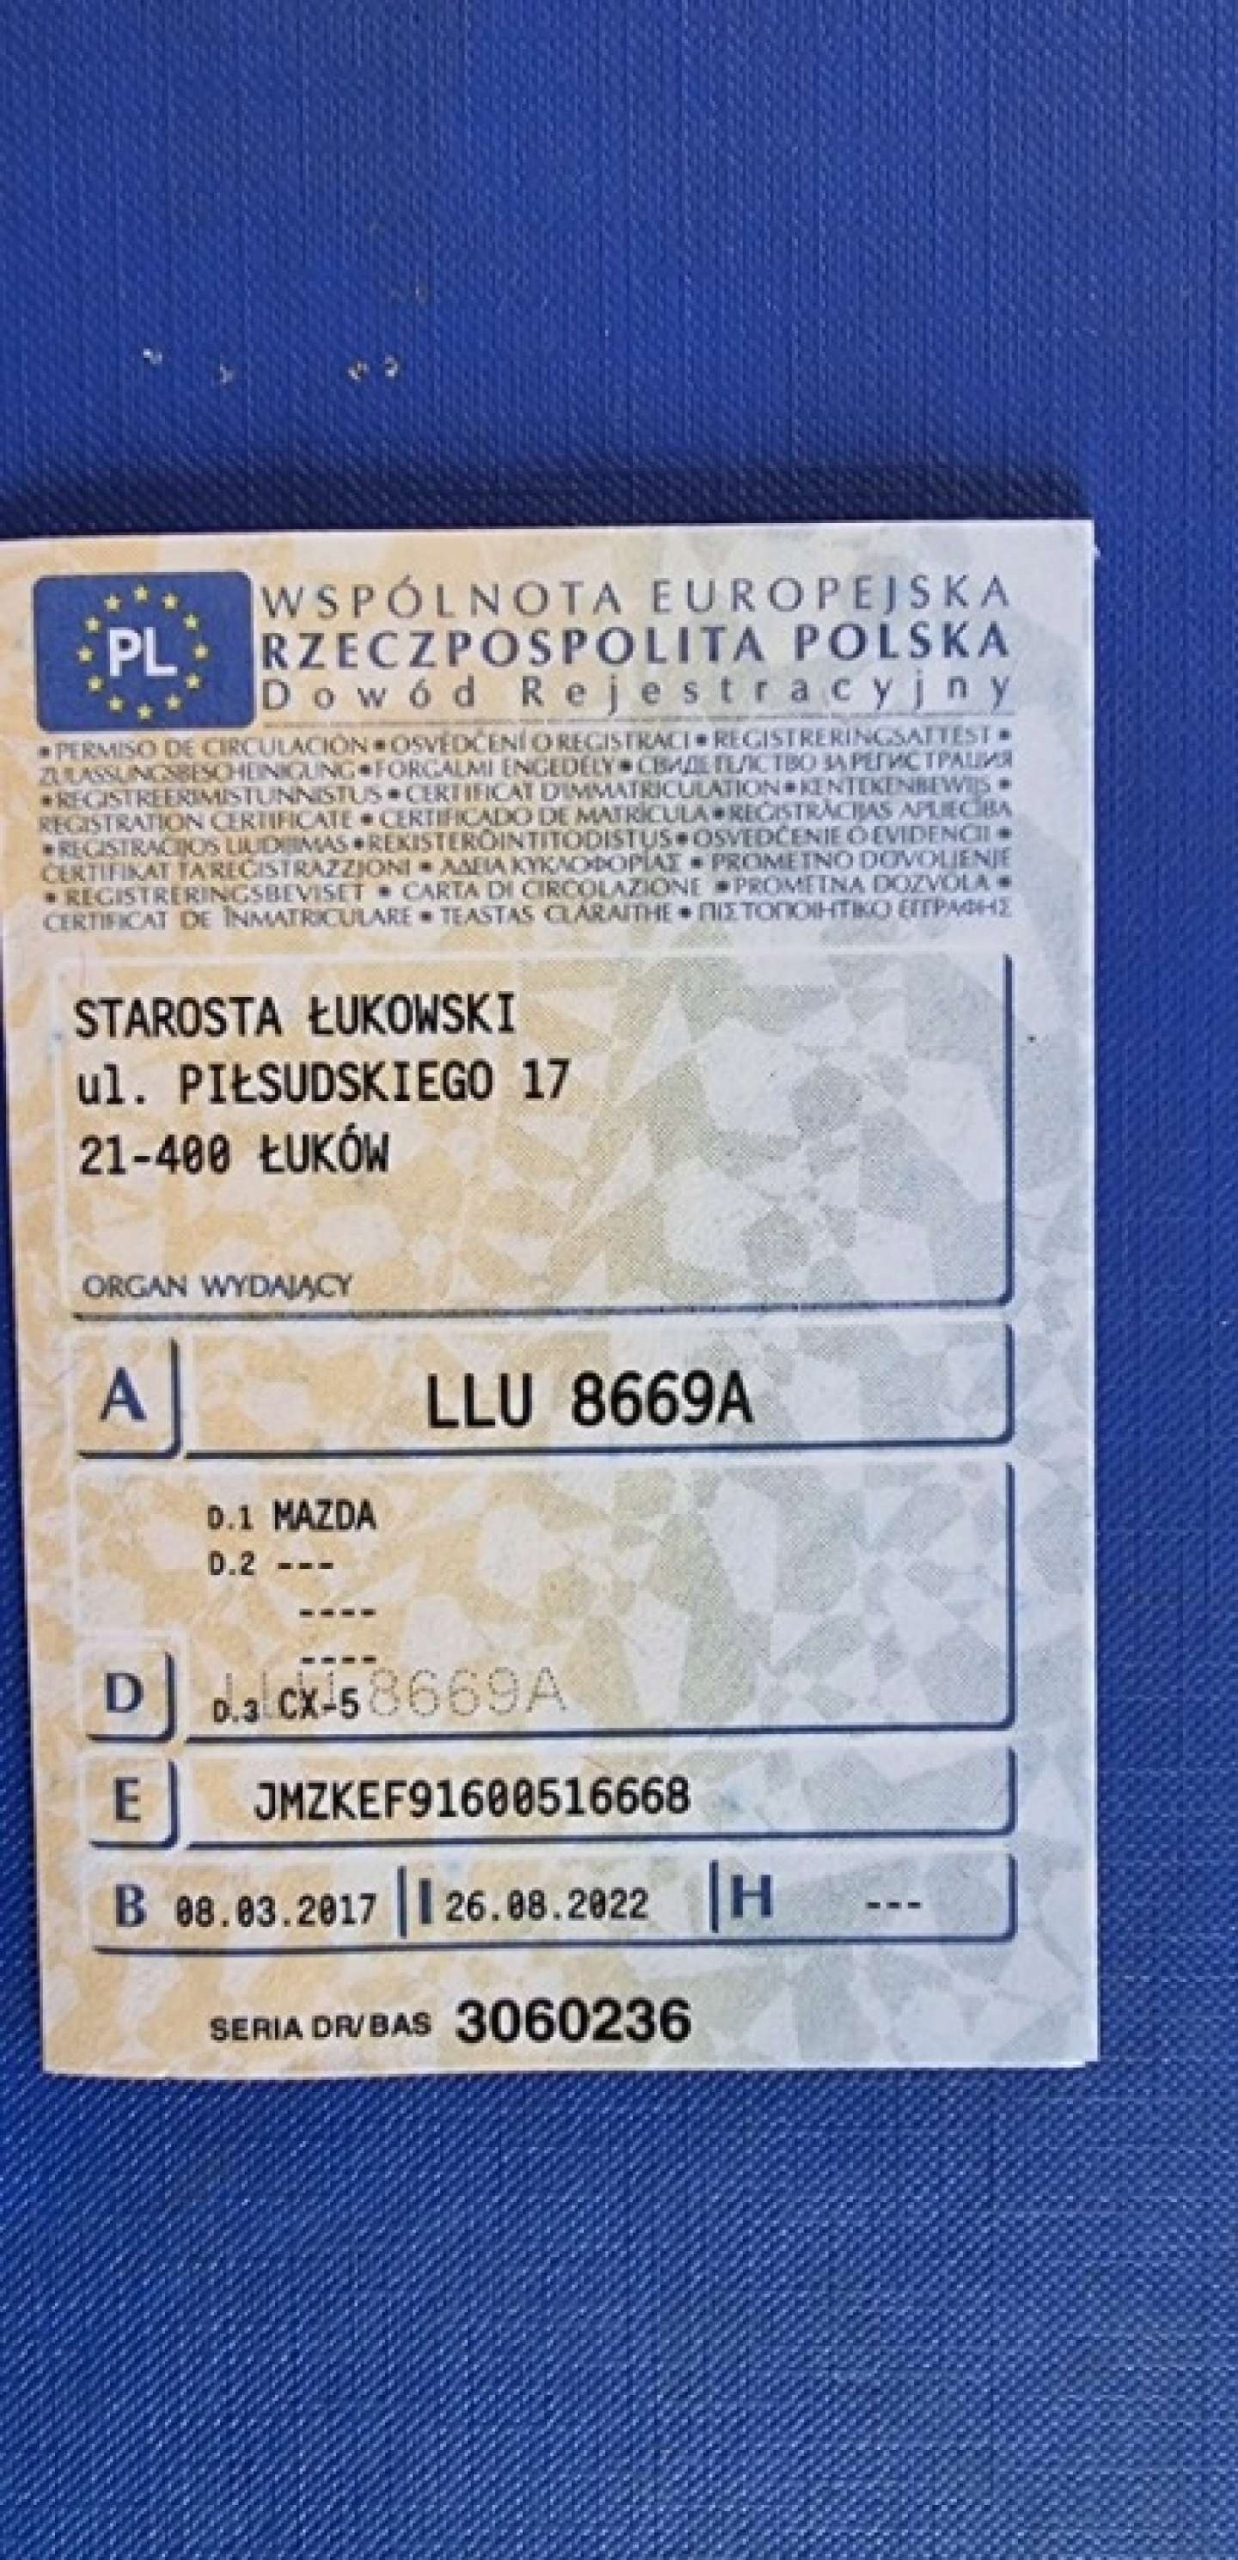 PL
WSPÓLNOTA EUROPEJSKA
RZECZPOSPOLITA POLSKA
Dowód Rejestracyjny
• PERMISO DE CIRCULACIÓN • OSVĚDČENÍ O REGISTRACI • REGISTRERINGSATTEST •
ZULASSUNGSBESCHEINIGUNG • FORGALMI ENGEDÉLY • СВИДЕТЕЛСТВО ЗА РЕГИСТРАЦИЯ
• REGISTREERIMISTUNNISTUS • CERTIFICAT D'IMMATRICULATION • KENTEKENBEWIJS •
REGISTRATION CERTIFICATE • CERTIFICADO DE MATRÍCULA • REGISTRĀCIJAS APLIECĪBA
• REGISTRACIJOS LIUDIJIMAS • REKISTERÖINTITODISTUS • OSVEDČENIE O EVIDENCII •
CERTIFIKAT TA'REĠISTRAZZJONI • ΑΔΕΙΑ ΚΥΚΛΟΦΟΡΙΑΣ • PROMETNO DOVOLJENJE
• REGISTRERINGSBEVISET • CARTA DI CIRCOLAZIONE • PROMETNA DOZVOLA •
CERTIFICAT DE ÎNMATRICULARE • TEASTAS CLÁRAITHE • ΠΙΣΤΟΠΟΙΗΤΙΚΟ ΕΓΓΡΑΦΗΣ
STAROSTA ŁUKOWSKI
ul. PIŁSUDSKIEGO 17
21-400 ŁUKÓW
ORGAN WYDAJĄCY
A LLU 8669A
D.1 MAZDA
D.2 ---
----
----
LLU 8669A
D D.3 CX-5
E JMZKEF91600516668
B 08.03.2017 I 26.08.2022 H ---
SERIA DR/BAS 3060236